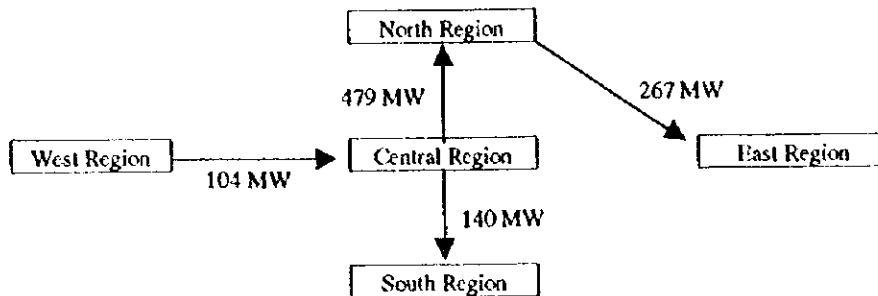 North Region
479 MW
267 MW
West Region
Central Region
East Region
104 MW
140 MW
South Region